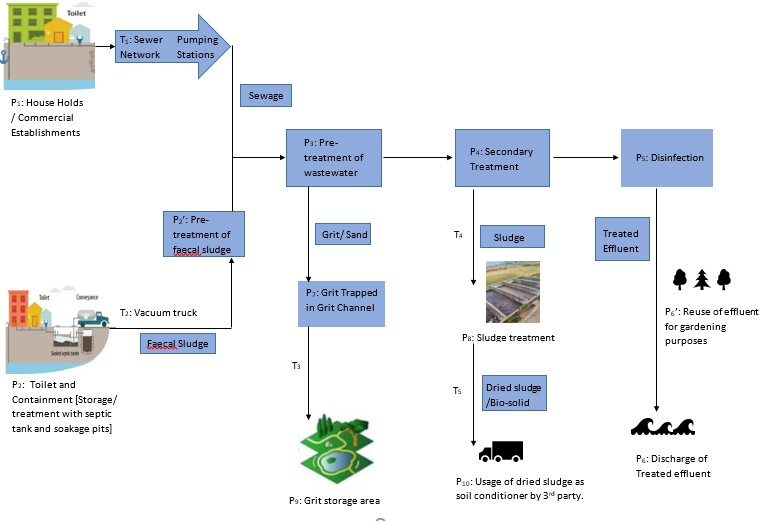 Toilet
T1: Sewer Pumping
Network Stations
P1: House Holds
/ Commercial
Establishments
Sewage
P3: Pre-
treatment of
wastewater
P4: Secondary
Treatment
P5: Disinfection
P2': Pre-
treatment of
faecal sludge
Grit/ Sand
T4
Sludge
Treated
Effluent
Toilet
Conveyance
Sealed septic tank
T2: Vacuum truck
Faecal Sludge
P7: Grit Trapped
in Grit Channel
P6': Reuse of effluent
for gardening
purposes
P8: Sludge treatment
P2: Toilet and
Containment [Storage/
treatment with septic
tank and soakage pits]
T3
T5
Dried sludge
/Bio-solid
P6: Discharge of
Treated effluent
P9: Grit storage area
P10: Usage of dried sludge as
soil conditioner by 3rd party.